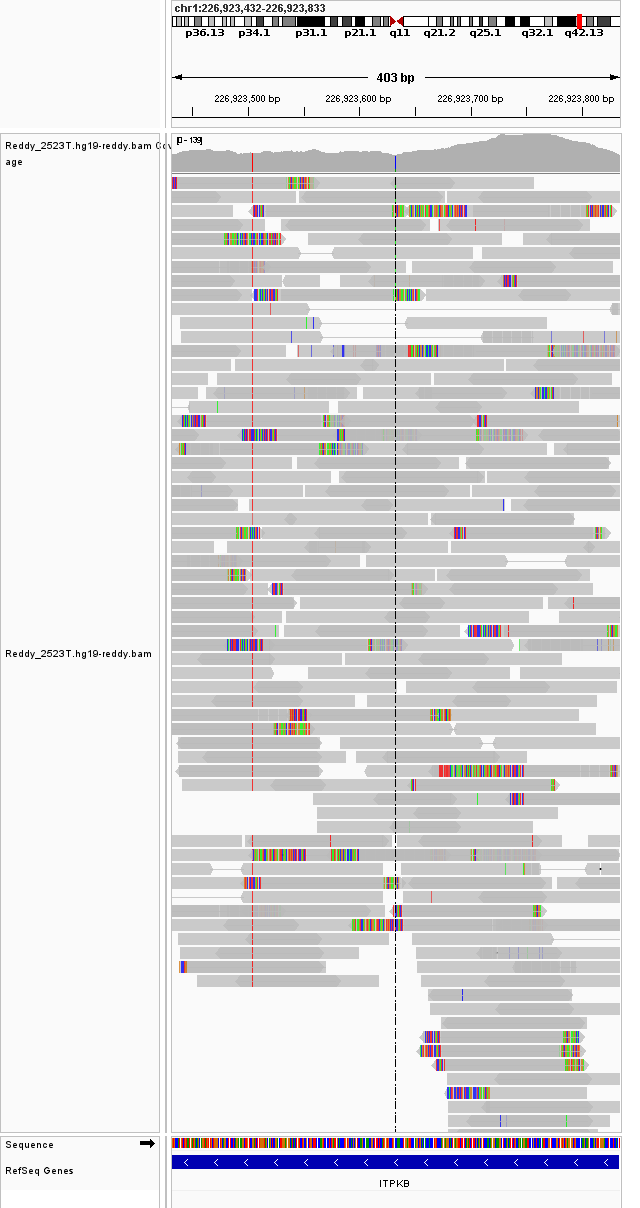 chr1:226,923,432-226,923,833
p36.13 p34.1 p31.1 p21.1 q11 q21.2 q25.1 q32.1 q42.13
403 bp
226,923,500 bp 226,923,600 bp 226,923,700 bp 226,923,800 bp
[0 - 139]
Reddy_2523T.hg19-reddy.bam Cov
age
Reddy_2523T.hg19-reddy.bam
Sequence
RefSeq Genes
ITPKB